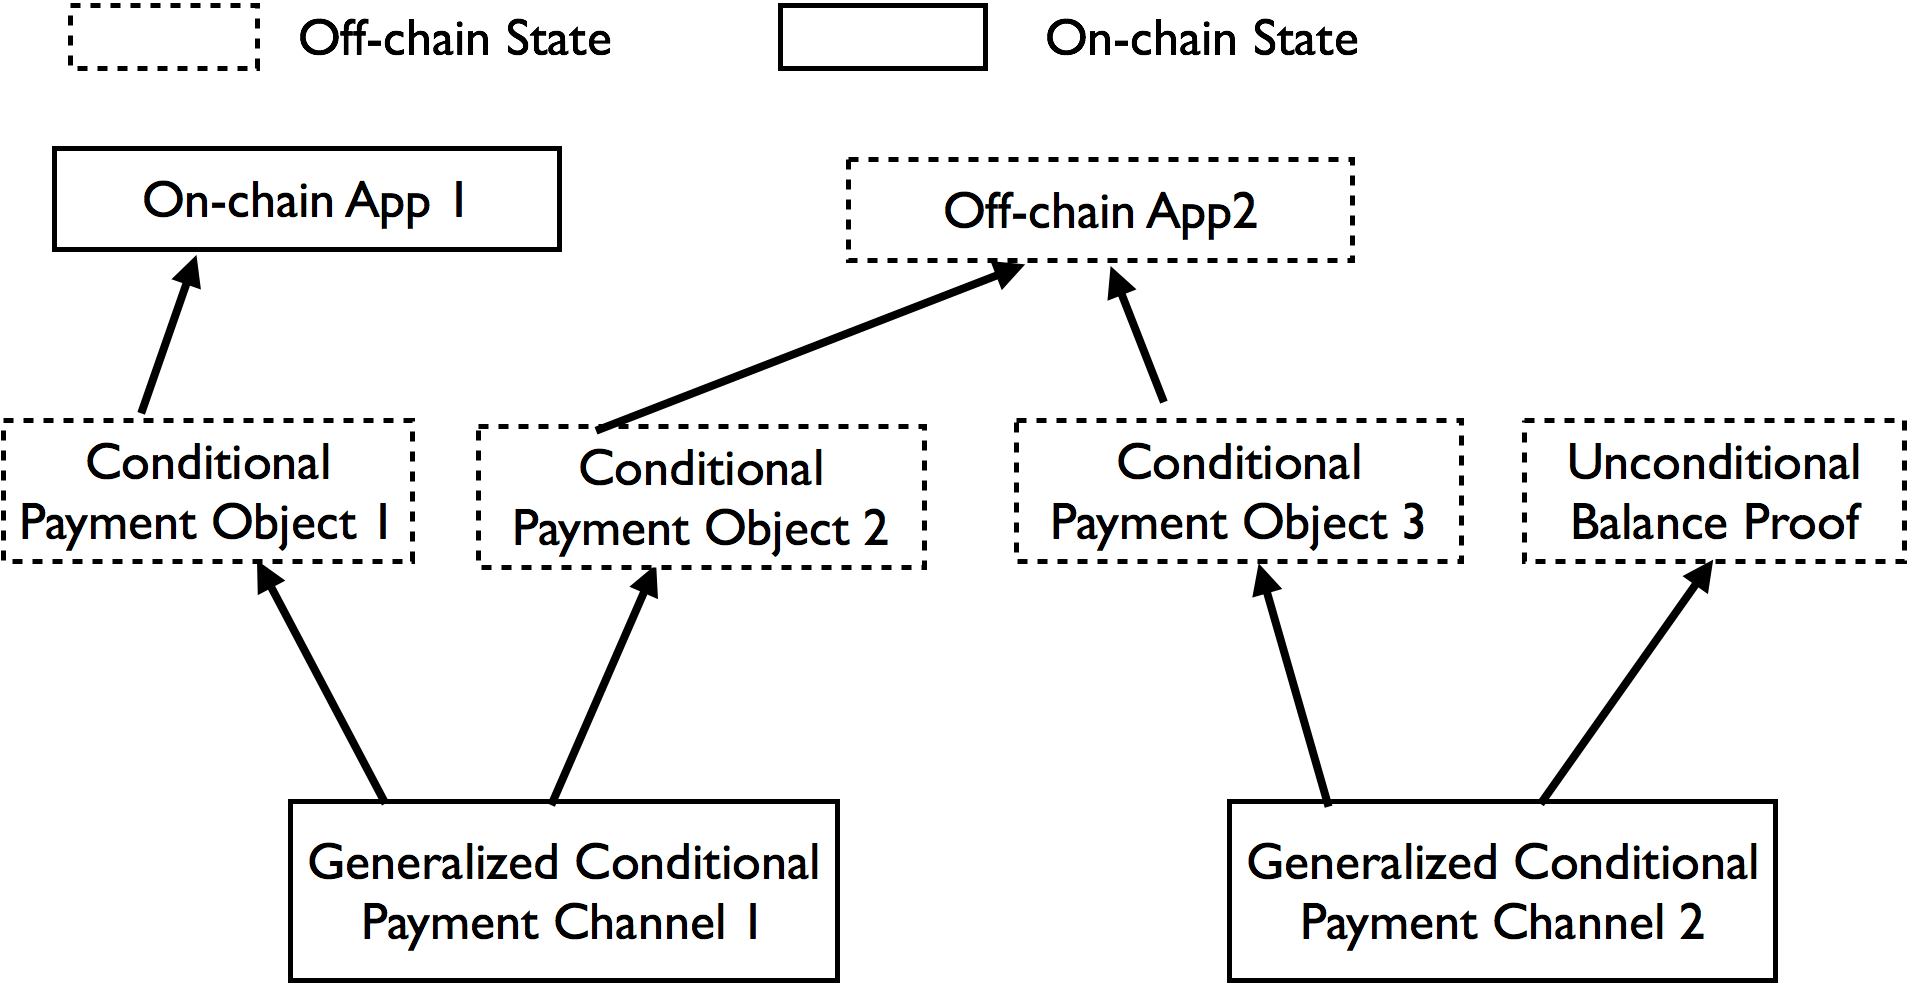 Off-chain State
On-chain State
On-chain App 1
Off-chain App2
Conditional
Payment Object 1
Conditional
Payment Object 2
Conditional
Payment Object 3
Unconditional
Balance Proof
Generalized Conditional
Payment Channel 1
Generalized Conditional
Payment Channel 2